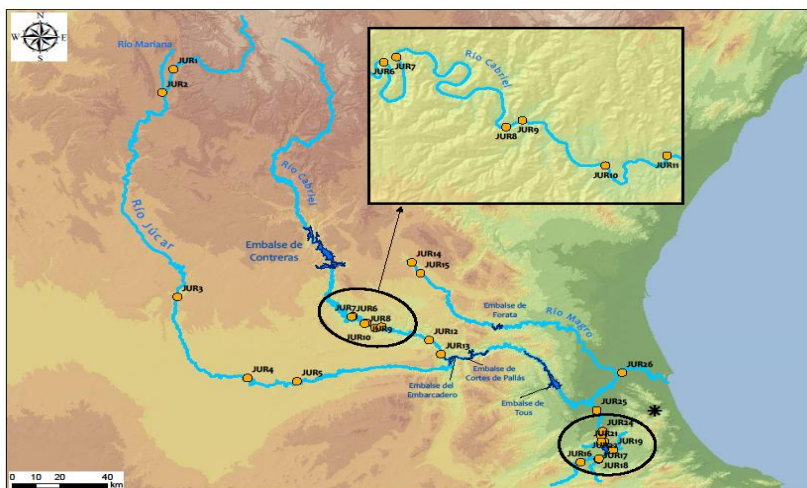 N
W E
S
Río Mariana
JUR1
JUR2
Río Cabriel
JUR6
JUR7
JUR8
JUR9
JUR10
JUR11
Río Cabriel
Río Júcar
Embalse de
Contreras
JUR14
JUR15
JUR3
JUR7
JUR6
JUR8
JUR9
JUR10
Embalse de
Forata
Río Magro
JUR12
JUR13
JUR4
JUR5
Embalse del
Embarcadero
Embalse de
Cortes de Pallás
Embalse de
Tous
JUR26
JUR25
JUR24
JUR21
JUR22
JUR19
JUR16
JUR17
JUR18
*
0 10 20 40
KM